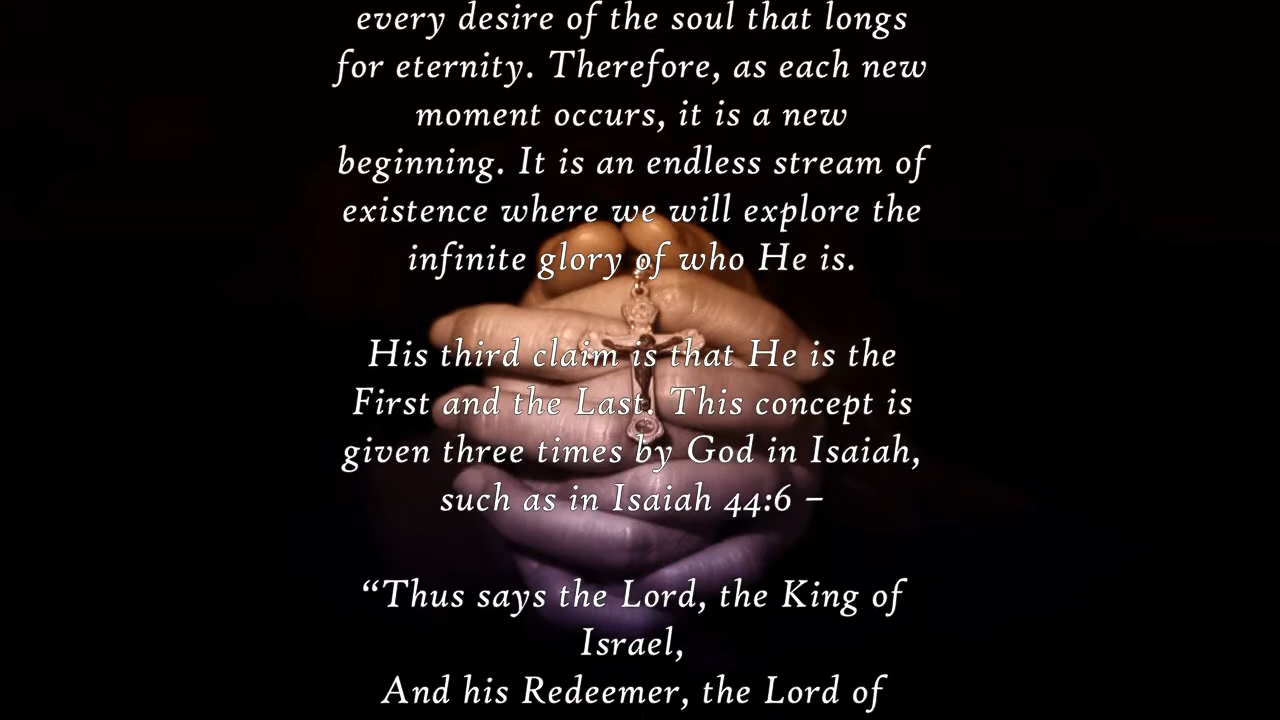 every desire of the soul that longs
for eternity. Therefore, as each new
moment occurs, it is a new
beginning. It is an endless stream of
existence where we will explore the
infinite glory of who He is.
His third claim is that He is the
First and the Last. This concept is
given three times by God in Isaiah,
such as in Isaiah 44:6 –
“Thus says the Lord, the King of
Israel,
And his Redeemer, the Lord of